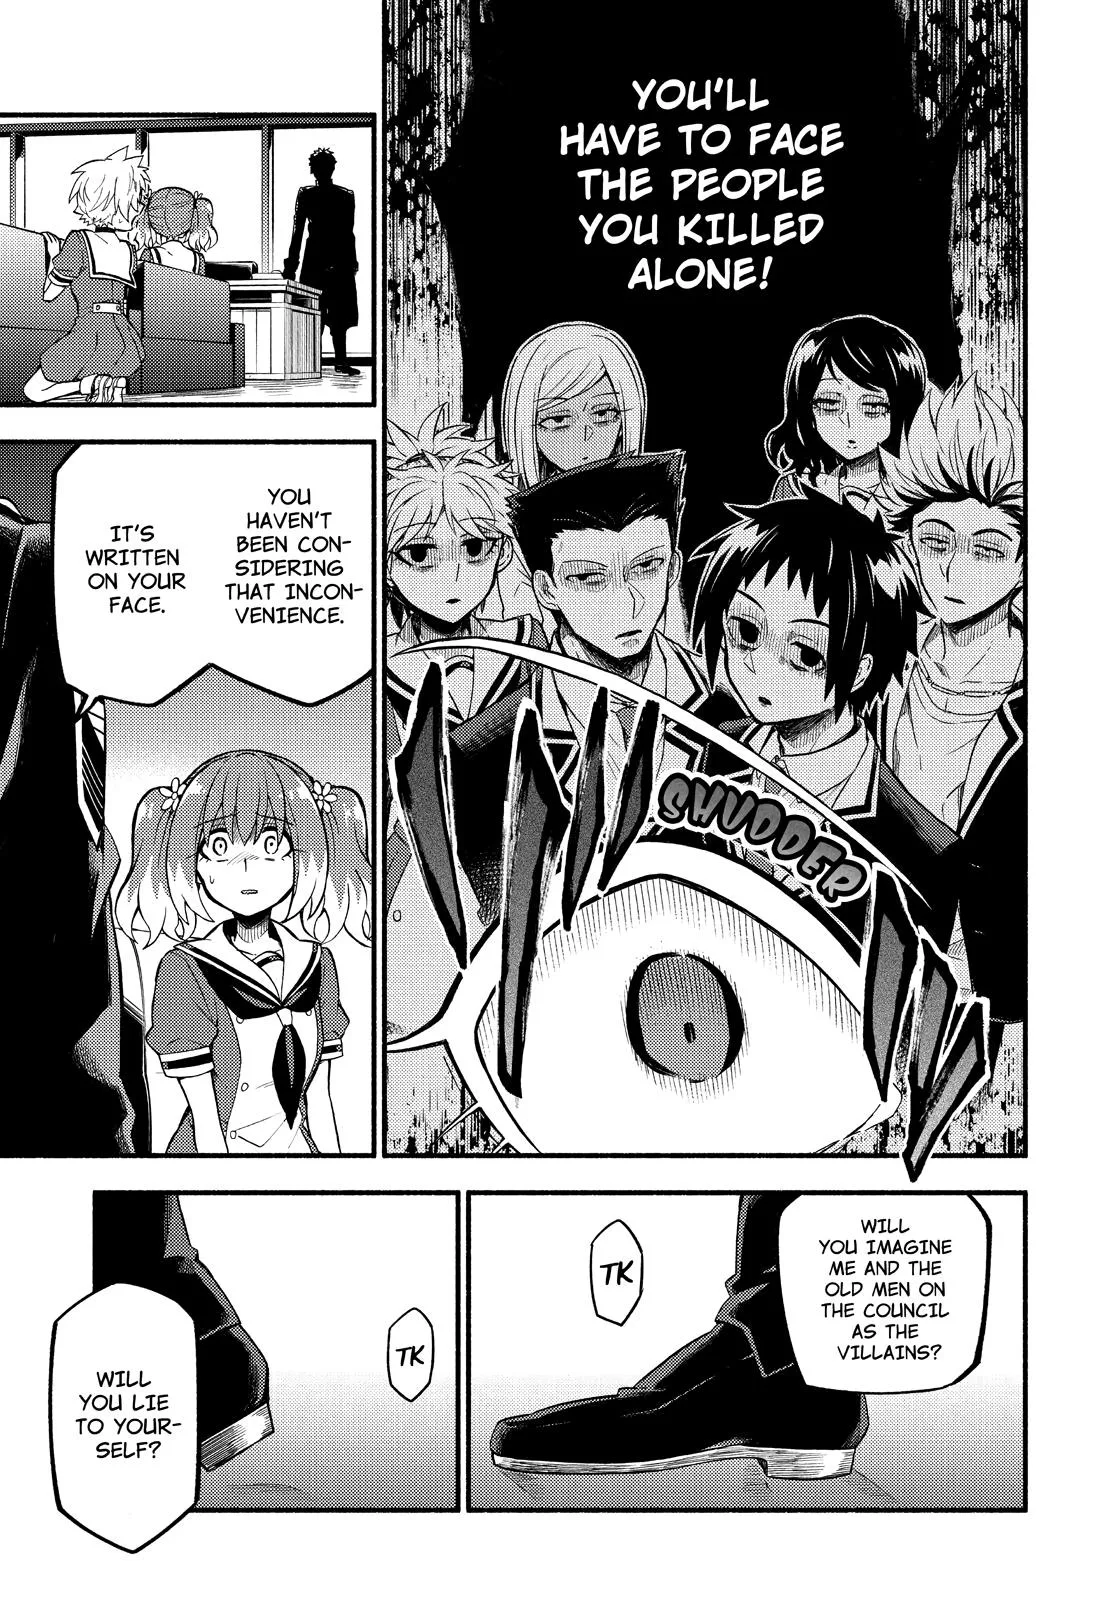 YOU'LL
HAVE TO FACE
THE PEOPLE
YOU KILLED
ALONE!
SHUDDER
YOU
HAVEN'T
BEEN CON-
SIDERING
THAT INCON-
VENIENCE.
IT'S
WRITTEN
ON YOUR
FACE.
WILL
YOU IMAGINE
ME AND THE
OLD MEN ON
THE COUNCIL
AS THE
VILLAINS?
TK
TK
WILL
YOU LIE
TO YOUR-
SELF?